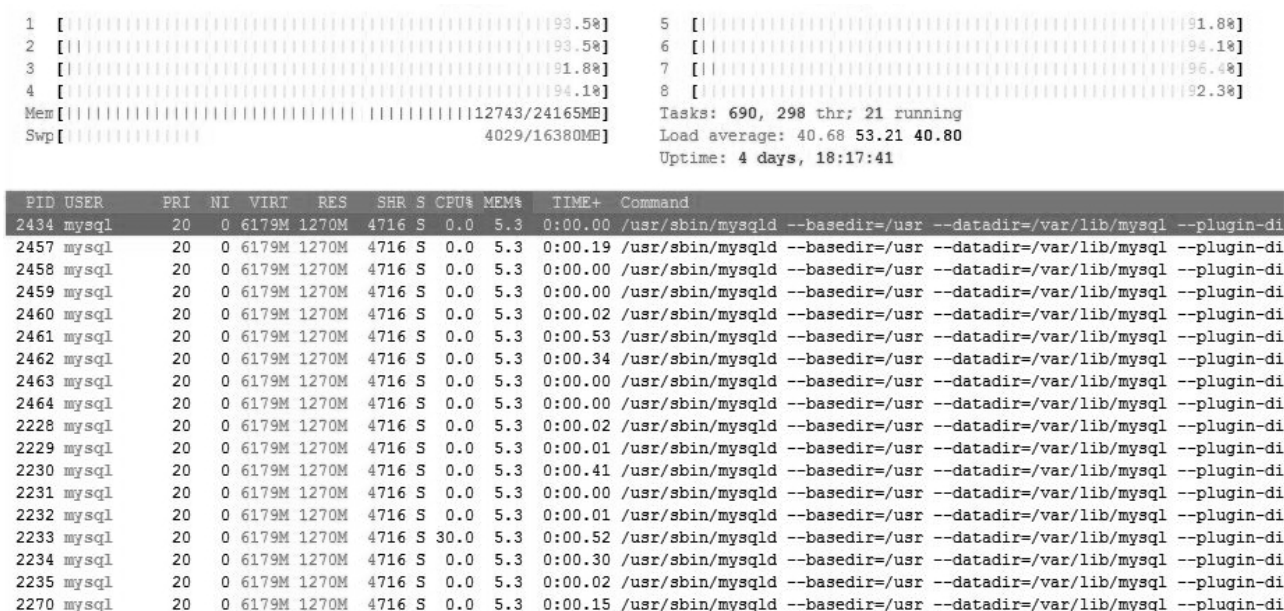 1 [ 93.5%] 5 [ 91.8%]
2 [|| 93.5%] 6 [|| 94.1%]
3 [| 91.8%] 7 [|| 96.4%]
4 [ 94.1%] 8 [ 92.3%]
Mem[||||||||||||||||||||||||||||| |||||||||||12743/24165MB] Tasks: 690, 298 thr; 21 running
Swp[|||||||||||||| 4029/16380MB] Load average: 40.68 53.21 40.80
Uptime: 4 days, 18:17:41
PID USER PRI NI VIRT RES SHR S CPU% MEM% TIME+ Command
2434 mysql 20 0 6179M 1270M 4716 S 0.0 5.3 0:00.00 /usr/sbin/mysqld --basedir=/usr --datadir=/var/lib/mysql --plugin-di
2457 mysql 20 0 6179M 1270M 4716 S 0.0 5.3 0:00.19 /usr/sbin/mysqld --basedir=/usr --datadir=/var/lib/mysql --plugin-di
2458 mysql 20 0 6179M 1270M 4716 S 0.0 5.3 0:00.00 /usr/sbin/mysqld --basedir=/usr --datadir=/var/lib/mysql --plugin-di
2459 mysql 20 0 6179M 1270M 4716 S 0.0 5.3 0:00.00 /usr/sbin/mysqld --basedir=/usr --datadir=/var/lib/mysql --plugin-di
2460 mysql 20 0 6179M 1270M 4716 S 0.0 5.3 0:00.02 /usr/sbin/mysqld --basedir=/usr --datadir=/var/lib/mysql --plugin-di
2461 mysql 20 0 6179M 1270M 4716 S 0.0 5.3 0:00.53 /usr/sbin/mysqld --basedir=/usr --datadir=/var/lib/mysql --plugin-di
2462 mysql 20 0 6179M 1270M 4716 S 0.0 5.3 0:00.34 /usr/sbin/mysqld --basedir=/usr --datadir=/var/lib/mysql --plugin-di
2463 mysql 20 0 6179M 1270M 4716 S 0.0 5.3 0:00.00 /usr/sbin/mysqld --basedir=/usr --datadir=/var/lib/mysql --plugin-di
2464 mysql 20 0 6179M 1270M 4716 S 0.0 5.3 0:00.00 /usr/sbin/mysqld --basedir=/usr --datadir=/var/lib/mysql --plugin-di
2228 mysql 20 0 6179M 1270M 4716 S 0.0 5.3 0:00.02 /usr/sbin/mysqld --basedir=/usr --datadir=/var/lib/mysql --plugin-di
2229 mysql 20 0 6179M 1270M 4716 S 0.0 5.3 0:00.01 /usr/sbin/mysqld --basedir=/usr --datadir=/var/lib/mysql --plugin-di
2230 mysql 20 0 6179M 1270M 4716 S 0.0 5.3 0:00.41 /usr/sbin/mysqld --basedir=/usr --datadir=/var/lib/mysql --plugin-di
2231 mysql 20 0 6179M 1270M 4716 S 0.0 5.3 0:00.00 /usr/sbin/mysqld --basedir=/usr --datadir=/var/lib/mysql --plugin-di
2232 mysql 20 0 6179M 1270M 4716 S 0.0 5.3 0:00.01 /usr/sbin/mysqld --basedir=/usr --datadir=/var/lib/mysql --plugin-di
2233 mysql 20 0 6179M 1270M 4716 S 30.0 5.3 0:00.52 /usr/sbin/mysqld --basedir=/usr --datadir=/var/lib/mysql --plugin-di
2234 mysql 20 0 6179M 1270M 4716 S 0.0 5.3 0:00.30 /usr/sbin/mysqld --basedir=/usr --datadir=/var/lib/mysql --plugin-di
2235 mysql 20 0 6179M 1270M 4716 S 0.0 5.3 0:00.02 /usr/sbin/mysqld --basedir=/usr --datadir=/var/lib/mysql --plugin-di
2270 mysql 20 0 6179M 1270M 4716 S 0.0 5.3 0:00.15 /usr/sbin/mysqld --basedir=/usr --datadir=/var/lib/mysql --plugin-di